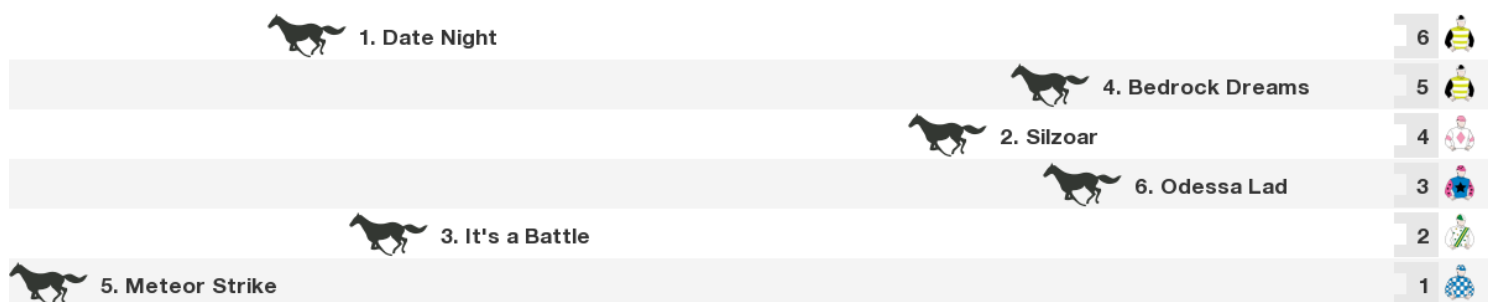 1. Date Night 6
4. Bedrock Dreams 5
2. Silzoar 4
6. Odessa Lad 3
3. It's a Battle 2
5. Meteor Strike 1